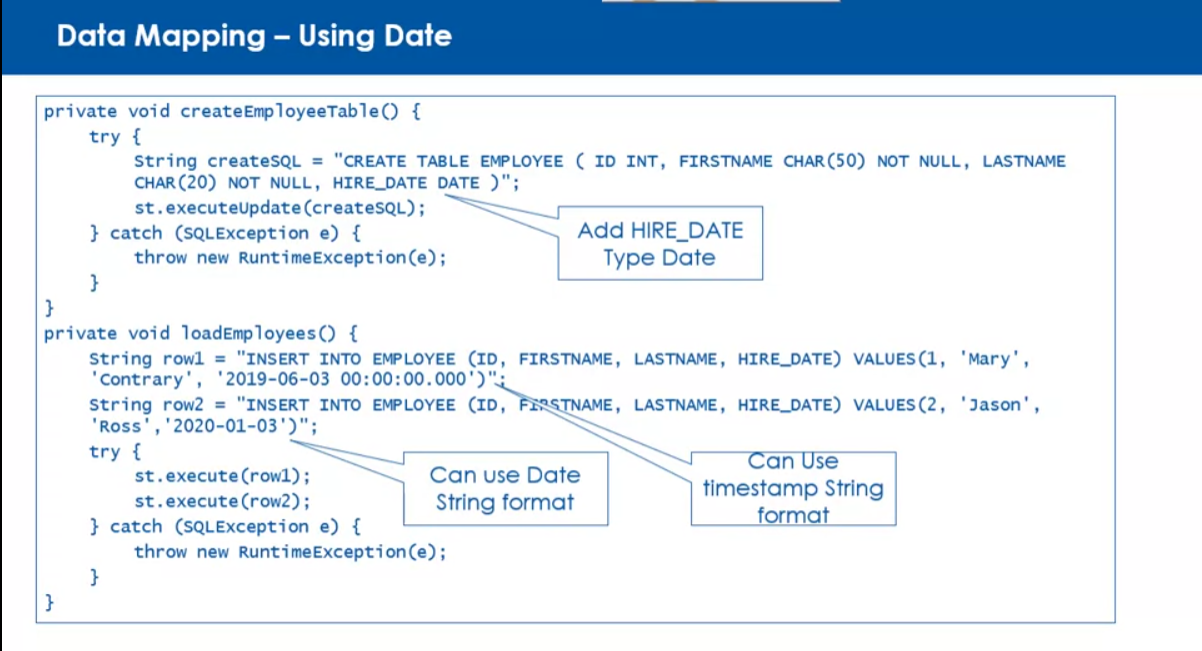 Data Mapping – Using Date
private void createEmployeeTable() {
try {
String createSQL = "CREATE TABLE EMPLOYEE ( ID INT, FIRSTNAME CHAR(50) NOT NULL, LASTNAME
CHAR(20) NOT NULL, HIRE_DATE DATE )";
st.executeUpdate(createSQL);
} catch (SQLException e) {
throw new RuntimeException(e);
}
}
Add HIRE_DATE
Type Date
private void loadEmployees() {
String row1 = "INSERT INTO EMPLOYEE (ID, FIRSTNAME, LASTNAME, HIRE_DATE) VALUES(1, 'Mary',
'Contrary', '2019-06-03 00:00:00.000')";
String row2 = "INSERT INTO EMPLOYEE (ID, FIRSTNAME, LASTNAME, HIRE_DATE) VALUES(2, 'Jason',
'Ross','2020-01-03')";
try {
st.execute(row1);
st.execute(row2);
} catch (SQLException e) {
throw new RuntimeException(e);
}
}
Can use Date
String format
Can Use
timestamp String
format